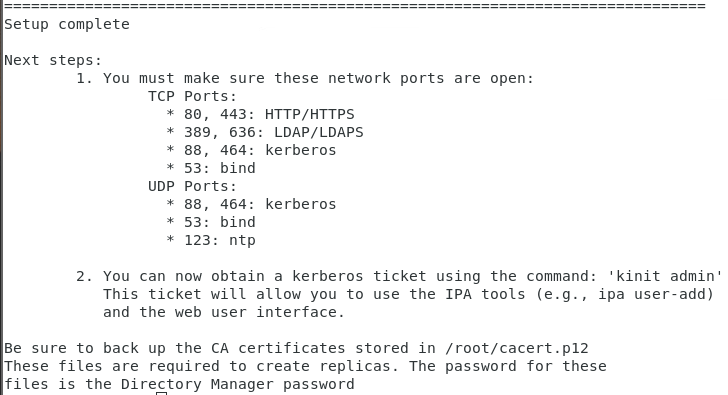 ==============================================================================
Setup complete

Next steps:
        1. You must make sure these network ports are open:
                TCP Ports:
                  * 80, 443: HTTP/HTTPS
                  * 389, 636: LDAP/LDAPS
                  * 88, 464: kerberos
                  * 53: bind
                UDP Ports:
                  * 88, 464: kerberos
                  * 53: bind
                  * 123: ntp

        2. You can now obtain a kerberos ticket using the command: 'kinit admin'
           This ticket will allow you to use the IPA tools (e.g., ipa user-add)
           and the web user interface.

Be sure to back up the CA certificates stored in /root/cacert.p12
These files are required to create replicas. The password for these
files is the Directory Manager password